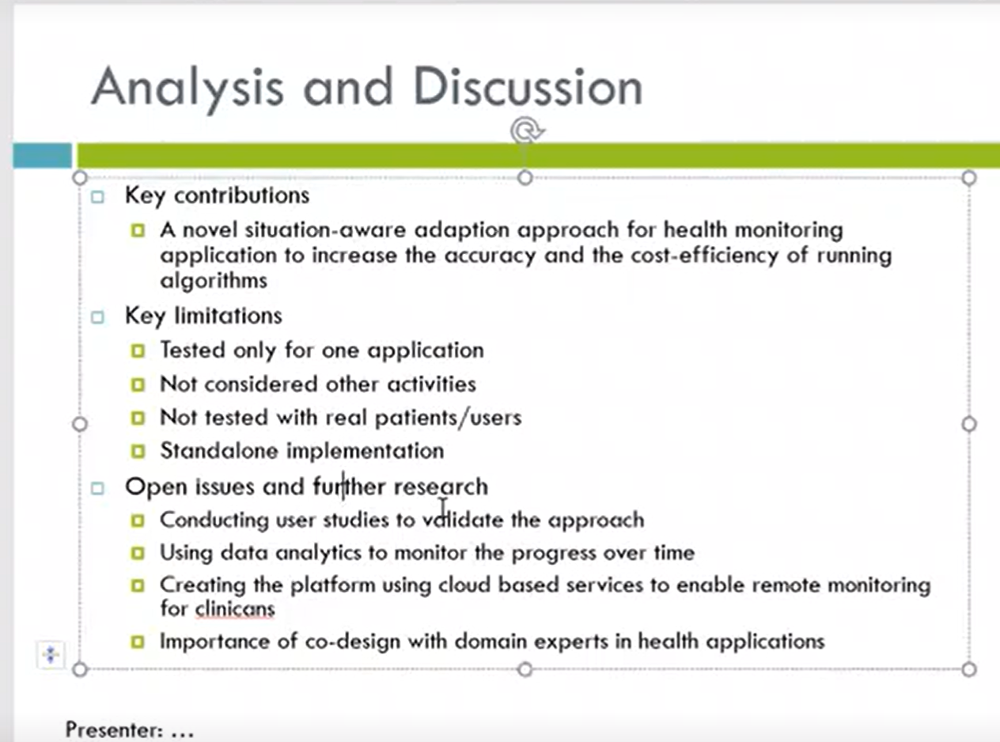 Analysis and Discussion
Key contributions
A novel situation-aware adaption approach for health monitoring
application to increase the accuracy and the cost-efficiency of running
algorithms
Key limitations
Tested only for one application
Not considered other activities
Not tested with real patients/users
Standalone implementation
Open issues and further research
Conducting user studies to validate the approach
Using data analytics to monitor the progress over time
Creating the platform using cloud based services to enable remote monitoring
for clinicans
Importance of co-design with domain experts in health applications
Presenter: ...